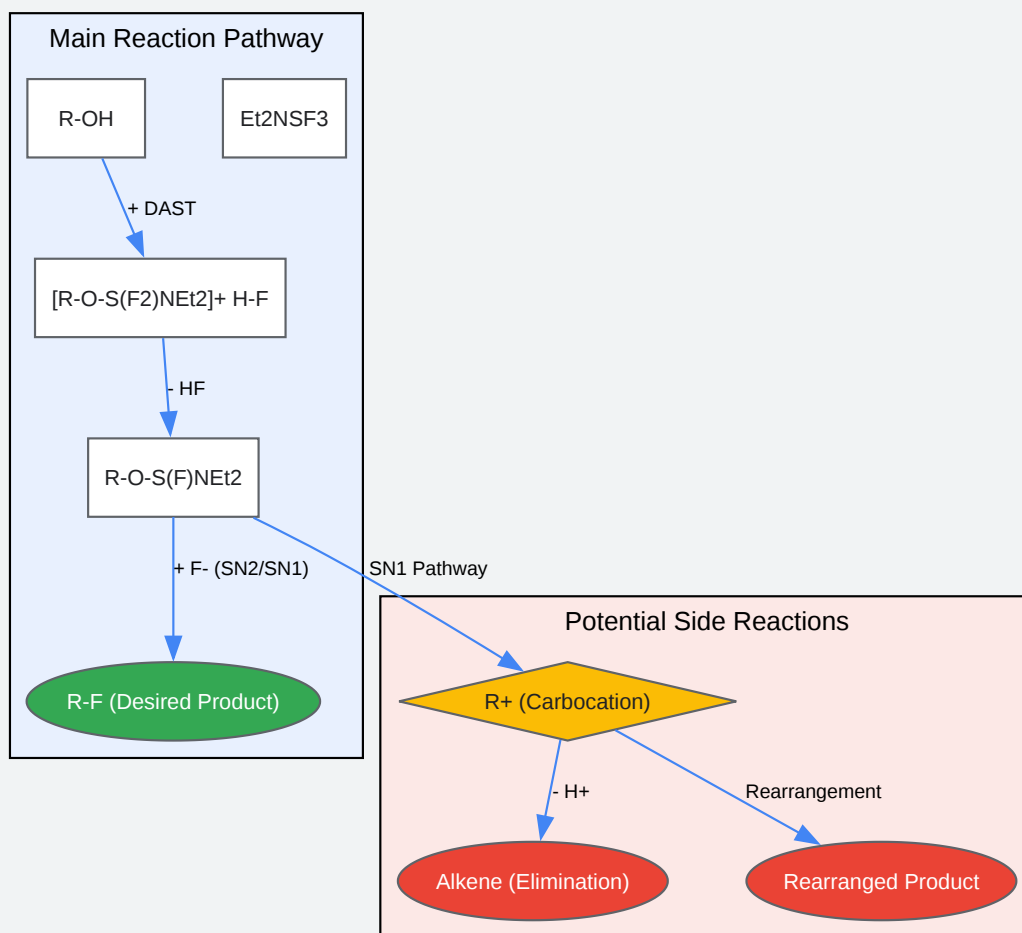 Main Reaction Pathway
R-OH
Et2NSF3
+ DAST
[R-O-S(F2)NEt2]+ H-F
- HF
R-O-S(F)NEt2
+ F- (SN2/SN1)
SN1 Pathway
R-F (Desired Product)
Potential Side Reactions
R+ (Carbocation)
- H+
Rearrangement
Alkene (Elimination)
Rearranged Product